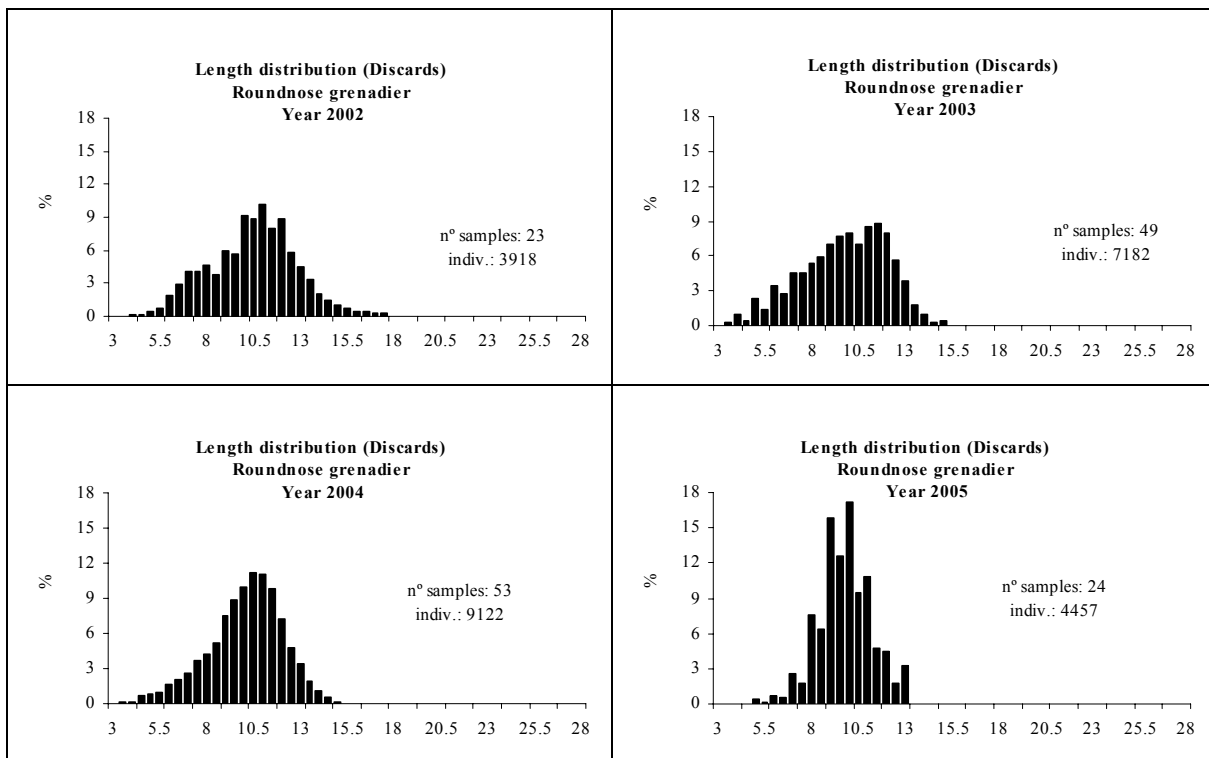 Length distribution (Discards)
Roundnose grenadier
Year 2002
18
15
12
9
6
3
0
%
nº samples: 23
indiv.: 3918
3 5.5 8 10.5 13 15.5 18 20.5 23 25.5 28
Length distribution (Discards)
Roundnose grenadier
Year 2003
18
15
12
9
6
3
0
%
nº samples: 49
indiv.: 7182
3 5.5 8 10.5 13 15.5 18 20.5 23 25.5 28
Length distribution (Discards)
Roundnose grenadier
Year 2004
18
15
12
9
6
3
0
%
nº samples: 53
indiv.: 9122
3 5.5 8 10.5 13 15.5 18 20.5 23 25.5 28
Length distribution (Discards)
Roundnose grenadier
Year 2005
18
15
12
9
6
3
0
%
nº samples: 24
indiv.: 4457
3 5.5 8 10.5 13 15.5 18 20.5 23 25.5 28